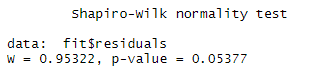 Shapiro-Wilk normality test
data:  fit$residuals
W = 0.95322, p-value = 0.05377